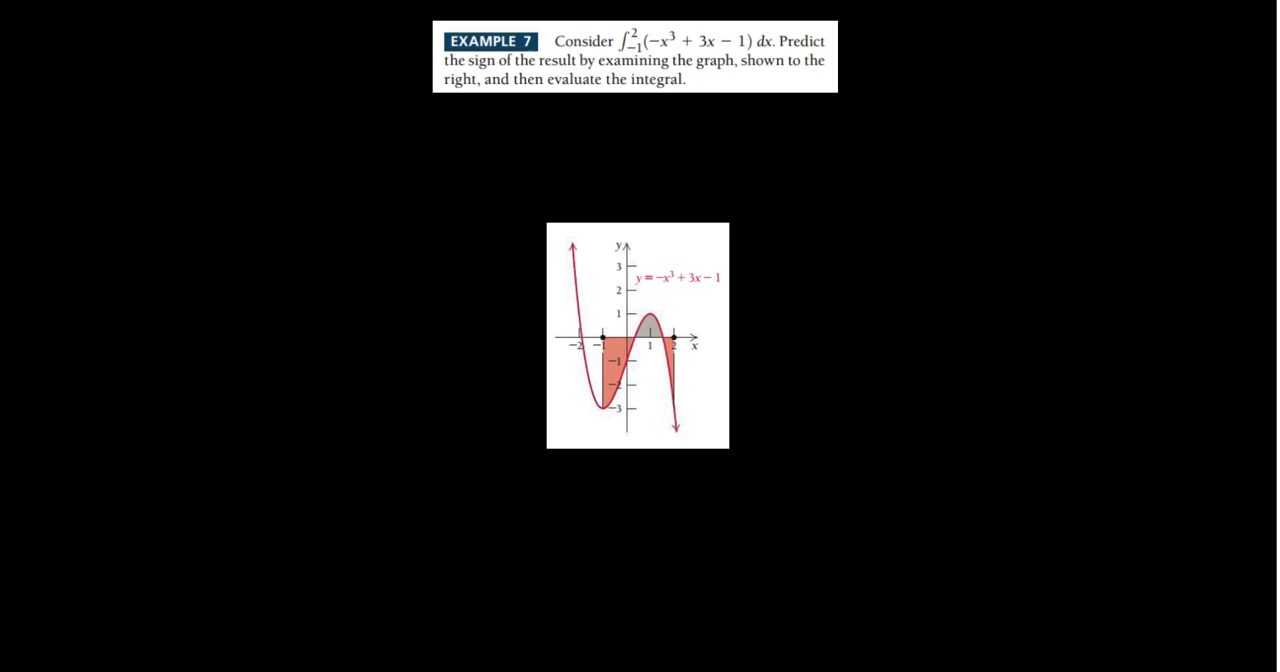 EXAMPLE 7 Consider ∫₋₁²(−x³ + 3x − 1) dx. Predict
the sign of the result by examining the graph, shown to the
right, and then evaluate the integral.
y
3
y = −x³ + 3x − 1
2
1
−2 −1 1 2 x
−1
−2
−3